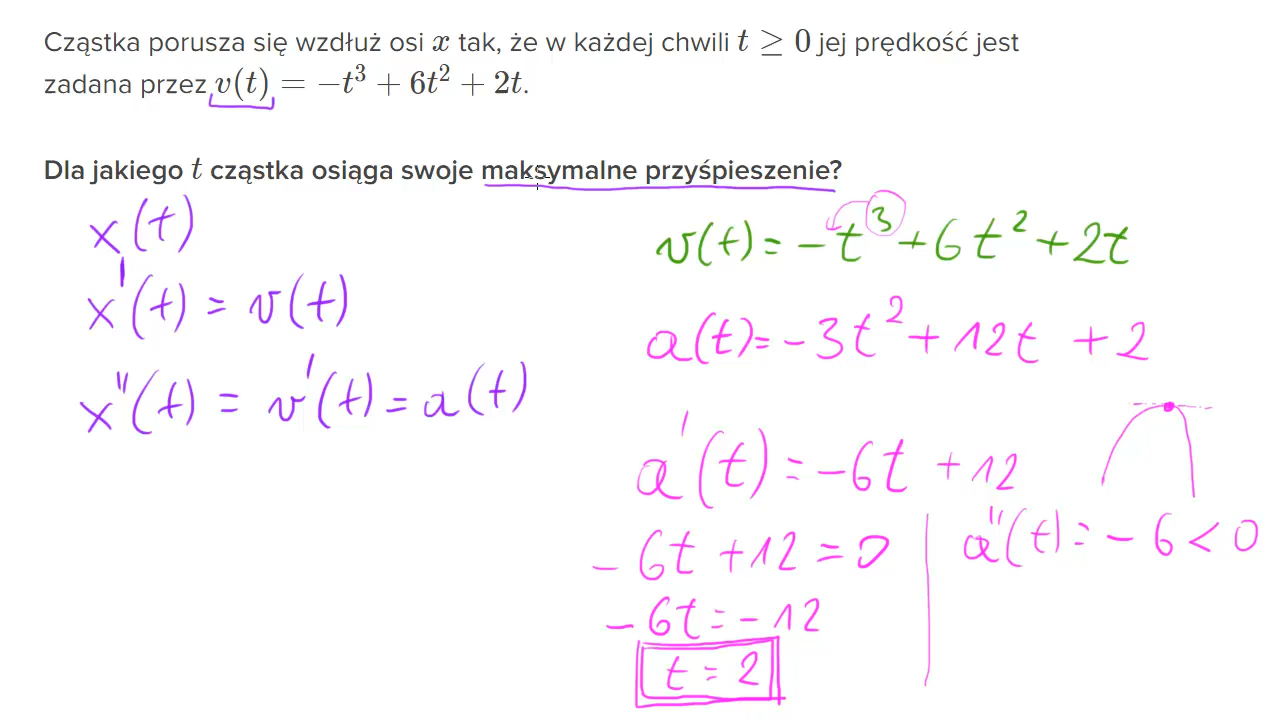 Cząstka porusza się wzdłuż osi x tak, że w każdej chwili t ≥ 0 jej prędkość jest
zadana przez v(t) = −t³ + 6t² + 2t.
Dla jakiego t cząstka osiąga swoje maksymalne przyśpieszenie?
x(t)
x'(t) = v(t)
x''(t) = v'(t) = a(t)
v(t) = −t³ + 6t² + 2t
a(t) = −3t² + 12t + 2
a'(t) = −6t + 12
−6t + 12 = 0
−6t = −12
t = 2
a''(t) = −6 < 0